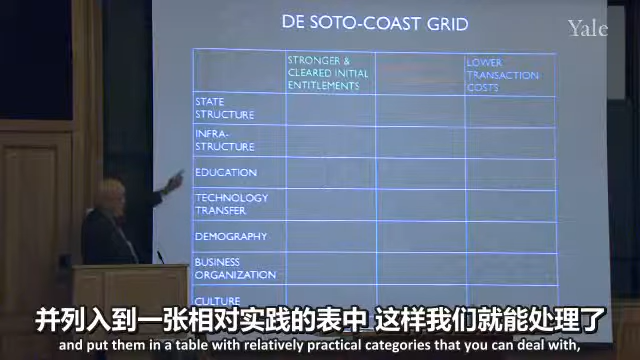 DE SOTO-COAST GRID
Yale
STRONGER &
CLEARED INITIAL
ENTITLEMENTS
LOWER
TRANSACTION
COSTS
STATE
STRUCTURE
INFRA-
STRUCTURE
EDUCATION
TECHNOLOGY
TRANSFER
DEMOGRAPHY
BUSINESS
ORGANIZATION
CULTURE
并列入到一张相对实践的表中 这样我们就能处理了
and put them in a table with relatively practical categories that you can deal with,